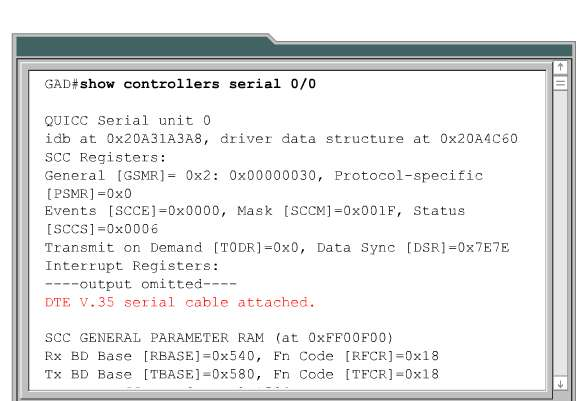 GAD#show controllers serial 0/0
QUICC Serial unit 0
idb at 0x20A31A3A8, driver data structure at 0x20A4C60
SCC Registers:
General [GSMR]= 0x2: 0x00000030, Protocol-specific
[PSMR]=0x0
Events [SCCE]=0x0000, Mask [SCCM]=0x001F, Status
[SCCS]=0x0006
Transmit on Demand [T0DR]=0x0, Data Sync [DSR]=0x7E7E
Interrupt Registers:
----output omitted----
DTE V.35 serial cable attached.
SCC GENERAL PARAMETER RAM (at 0xFF00F00)
Rx BD Base [RBASE]=0x540, Fn Code [RFCR]=0x18
Tx BD Base [TBASE]=0x580, Fn Code [TFCR]=0x18